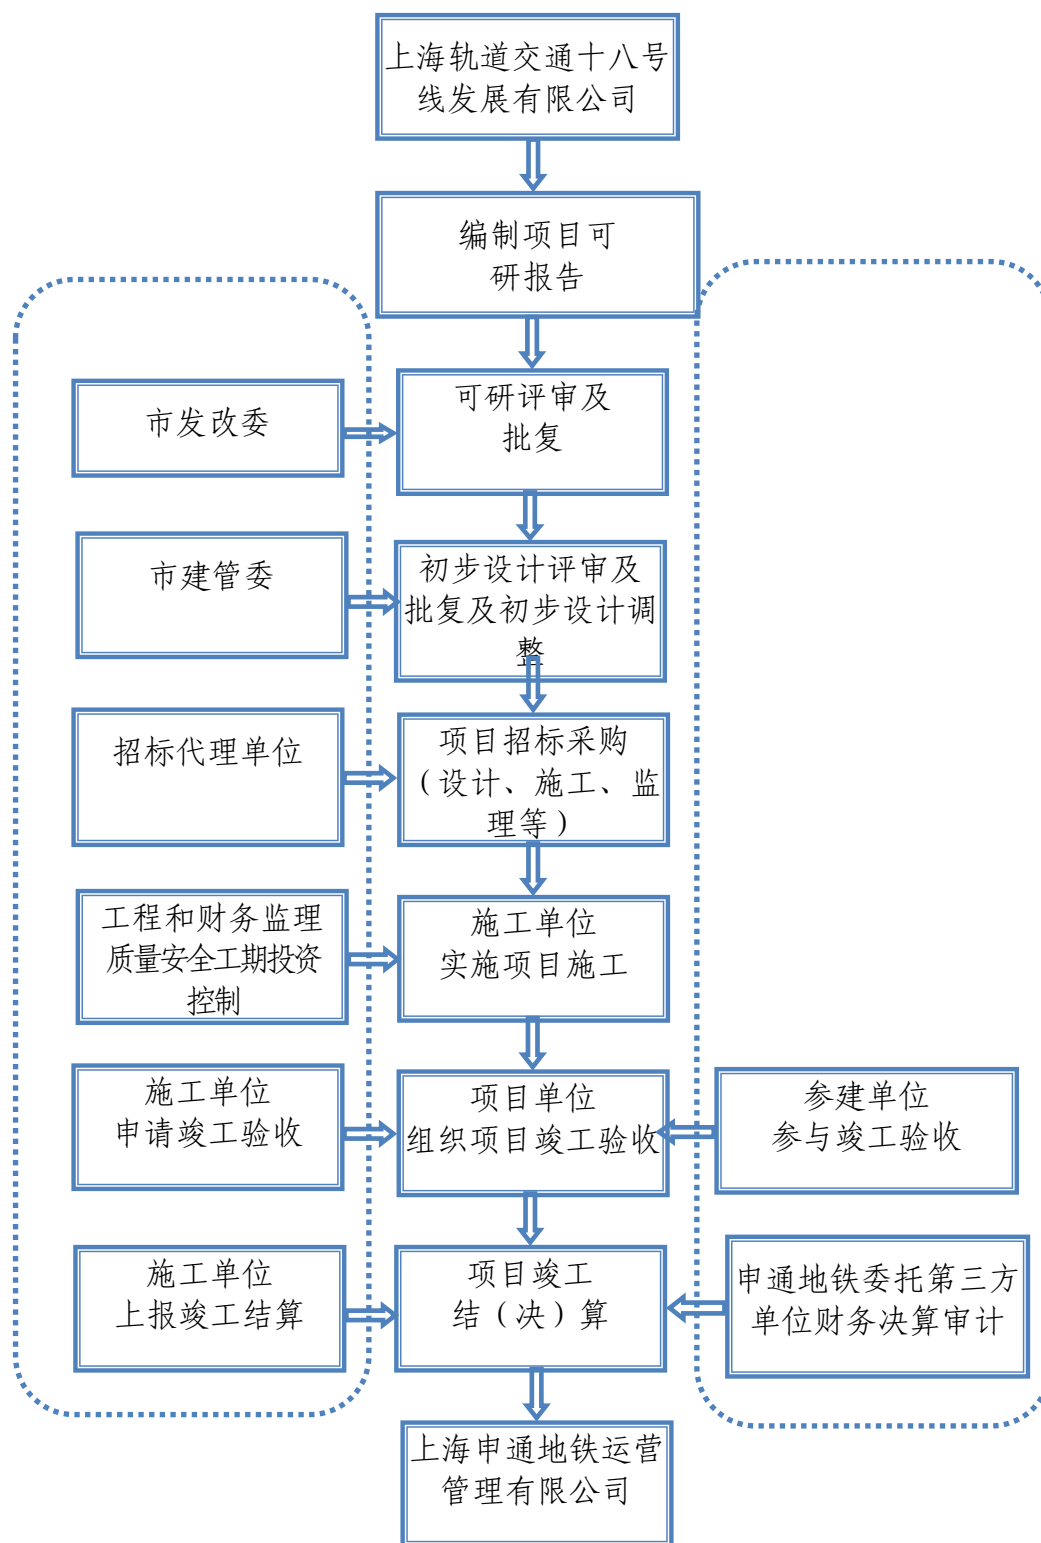 上海轨道交通十八号
线发展有限公司
编制项目可
研报告
市发改委
可研评审及
批复
市建管委
初步设计评审及
批复及初步设计调
整
招标代理单位
项目招标采购
（设计、施工、监
理等）
工程和财务监理
质量安全工期投资
控制
施工单位
实施项目施工
施工单位
申请竣工验收
项目单位
组织项目竣工验收
参建单位
参与竣工验收
施工单位
上报竣工结算
项目竣工
结（决）算
申通地铁委托第三方
单位财务决算审计
上海申通地铁运营
管理有限公司